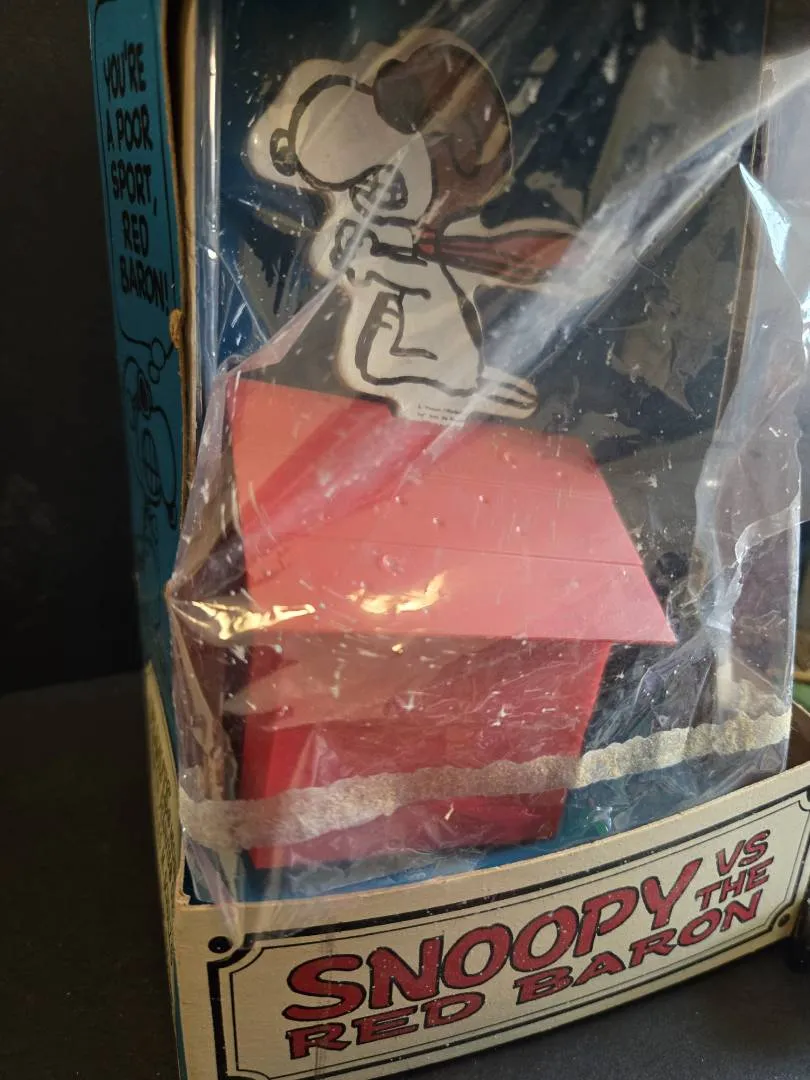 YOU'RE
A POOR
SPORT,
RED
BARON!
SNOOPY VS
THE
RED BARON